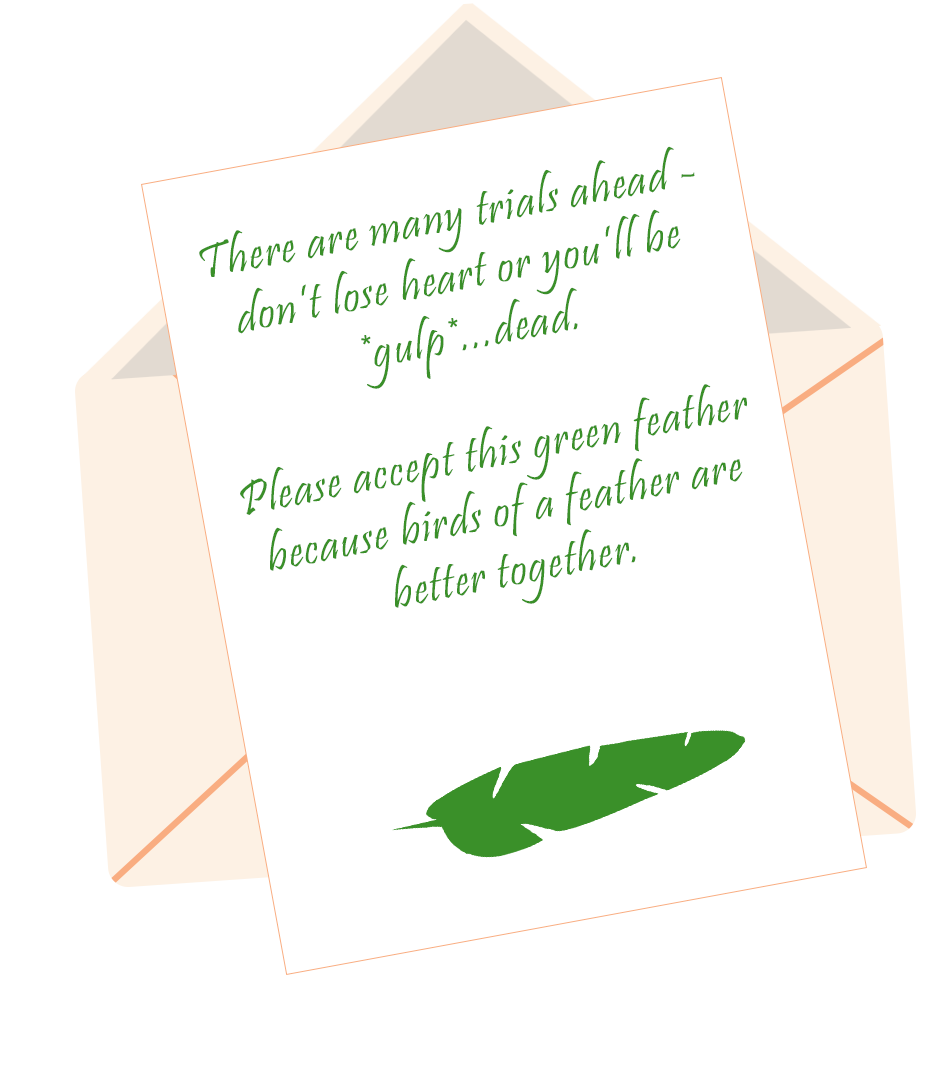 There are many trials ahead -
don't lose heart or you'll be
*gulp*...dead.
Please accept this green feather
because birds of a feather are
better together.